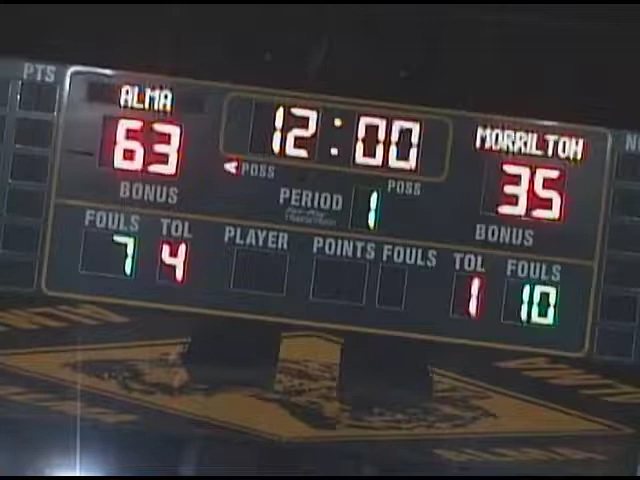 PTS
ALMA 12:00 MORRILTON
63 POSS POSS 35
BONUS PERIOD 1 BONUS
FOULS TOL PLAYER POINTS FOULS TOL FOULS
7 4 1 10